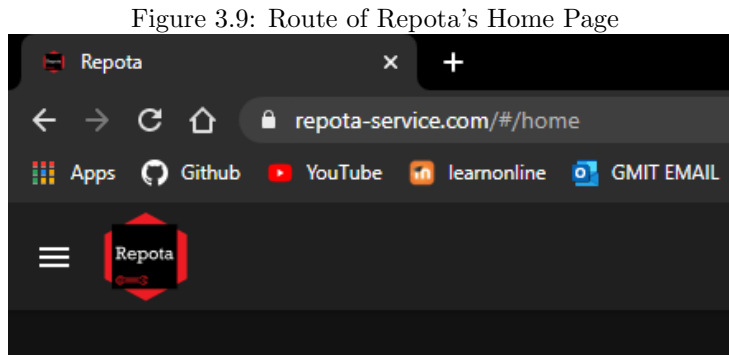 Figure 3.9: Route of Repota's Home Page
Repota
repota-service.com/#/home
Apps Github YouTube learnonline GMIT EMAIL
Repota